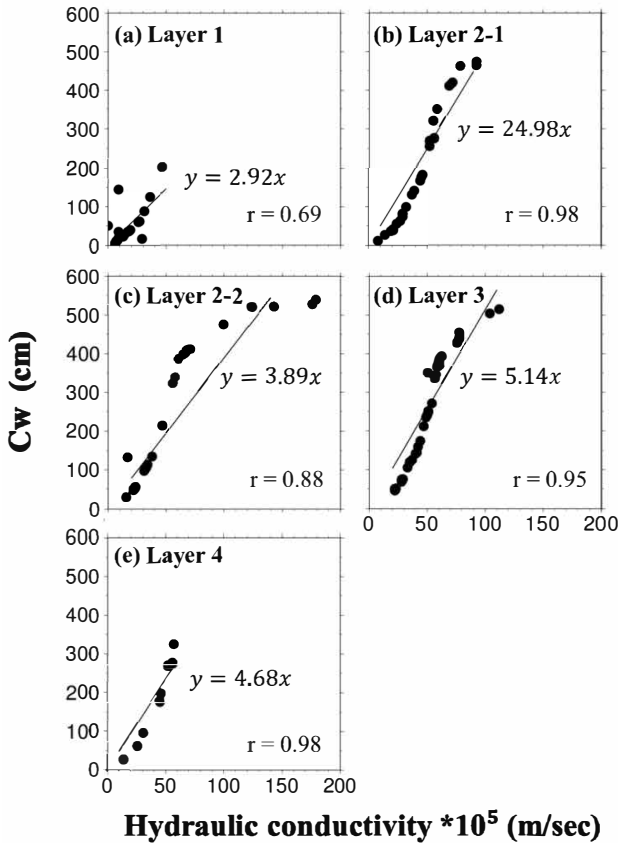 600
500
400
300
200
100
0
(a) Layer 1
y = 2.92x
r = 0.69
(b) Layer 2-1
y = 24.98x
r = 0.98
600
500
400
300
200
100
0
(c) Layer 2-2
y = 3.89x
r = 0.88
(d) Layer 3
y = 5.14x
r = 0.95
0 50 100 150 200
600
500
400
300
200
100
0
(e) Layer 4
y = 4.68x
r = 0.98
0 50 100 150 200
Cw (cm)
Hydraulic conductivity *10⁵ (m/sec)